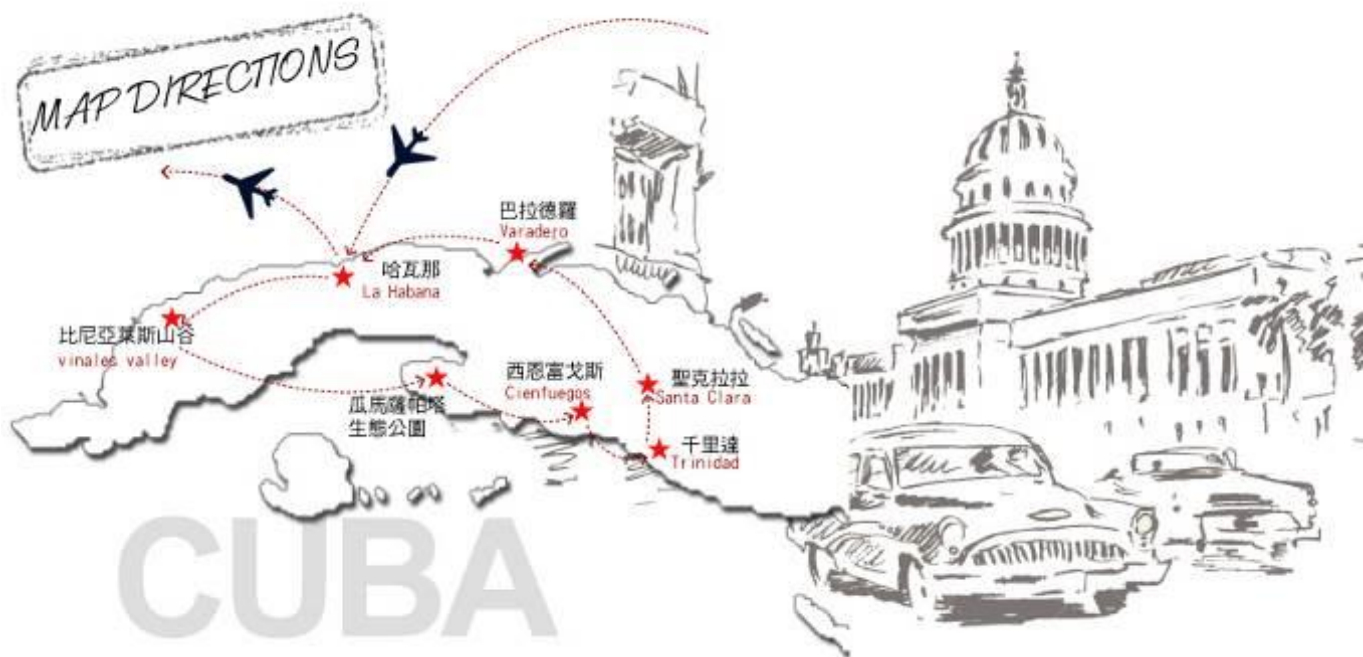 MAP DIRECTIONS
巴拉德羅
Varadero
哈瓦那
La Habana
比尼亞萊斯山谷
vinales valley
瓜馬薩帕塔
生態公園
西恩富戈斯
Cienfuegos
聖克拉拉
Santa Clara
千里達
Trinidad
CUBA